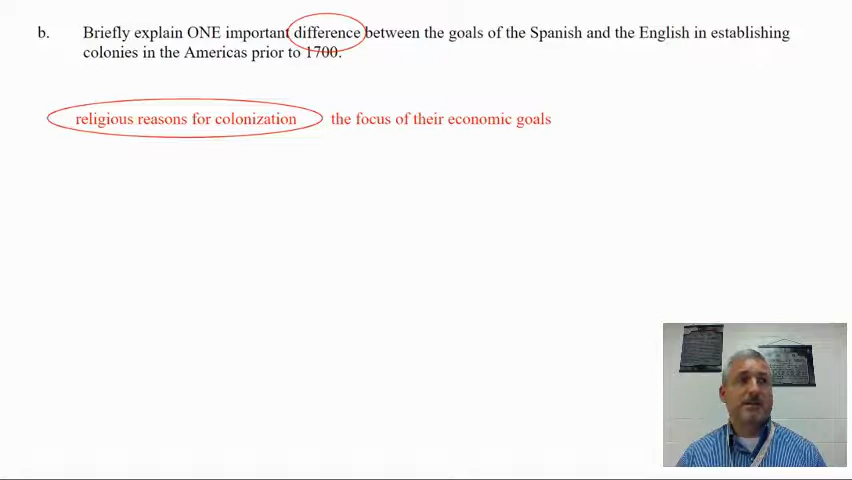 b. Briefly explain ONE important difference between the goals of the Spanish and the English in establishing
colonies in the Americas prior to 1700.
religious reasons for colonization the focus of their economic goals